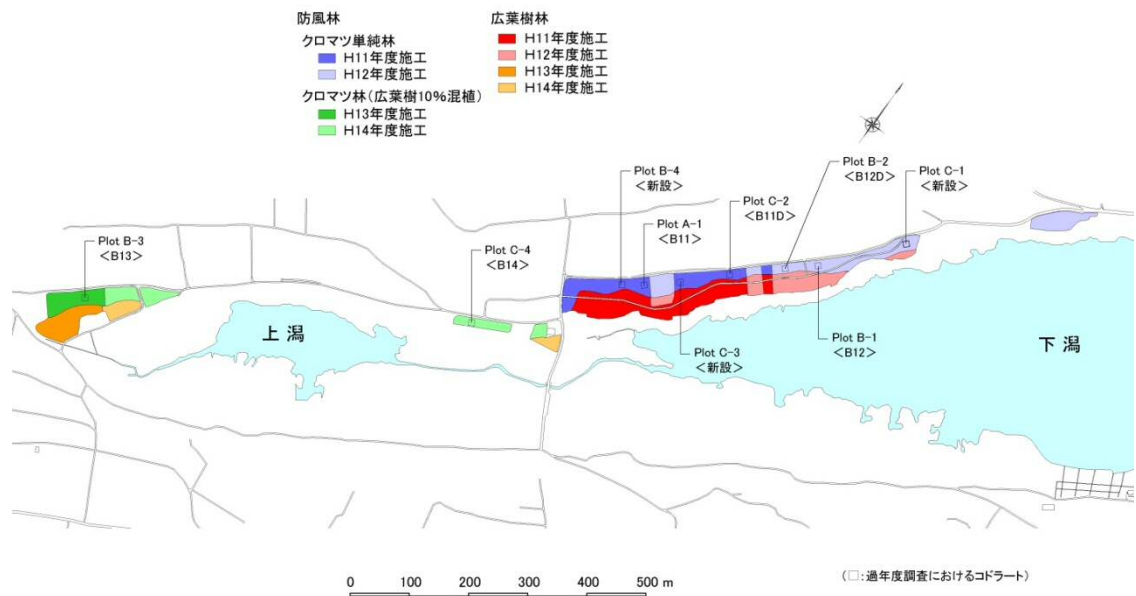 防風林
クロマツ単純林
H11年度施工
H12年度施工
クロマツ林(広葉樹10%混植)
H13年度施工
H14年度施工
広葉樹林
H11年度施工
H12年度施工
H13年度施工
H14年度施工
Plot B-4
<新設>
Plot A-1
<B11>
Plot C-2
<B11D>
Plot B-2
<B12D>
Plot C-1
<新設>
Plot B-3
<B13>
Plot C-4
<B14>
上潟
下潟
Plot C-3
<新設>
Plot B-1
<B12>
0 100 200 300 400 500 m
(□:過年度調査におけるコドラート)